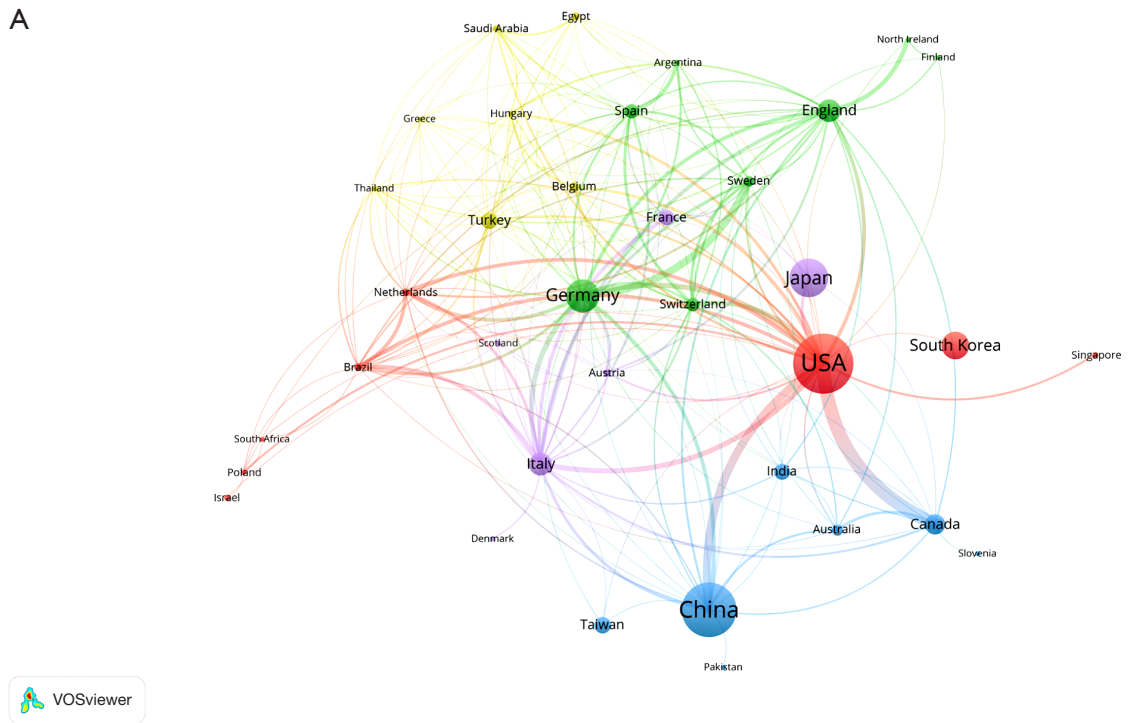 A
Egypt
Saudi Arabia
North Ireland
Finland
Argentina
England
Spain
Hungary
Greece
Sweden
Belgium
Thailand
France
Turkey
Japan
Netherlands
Germany
Switzerland
Scotland
South Korea
Singapore
USA
Brazil
Austria
South Africa
Italy
India
Poland
Israel
Canada
Australia
Denmark
Slovenia
China
Taiwan
Pakistan
VOSviewer